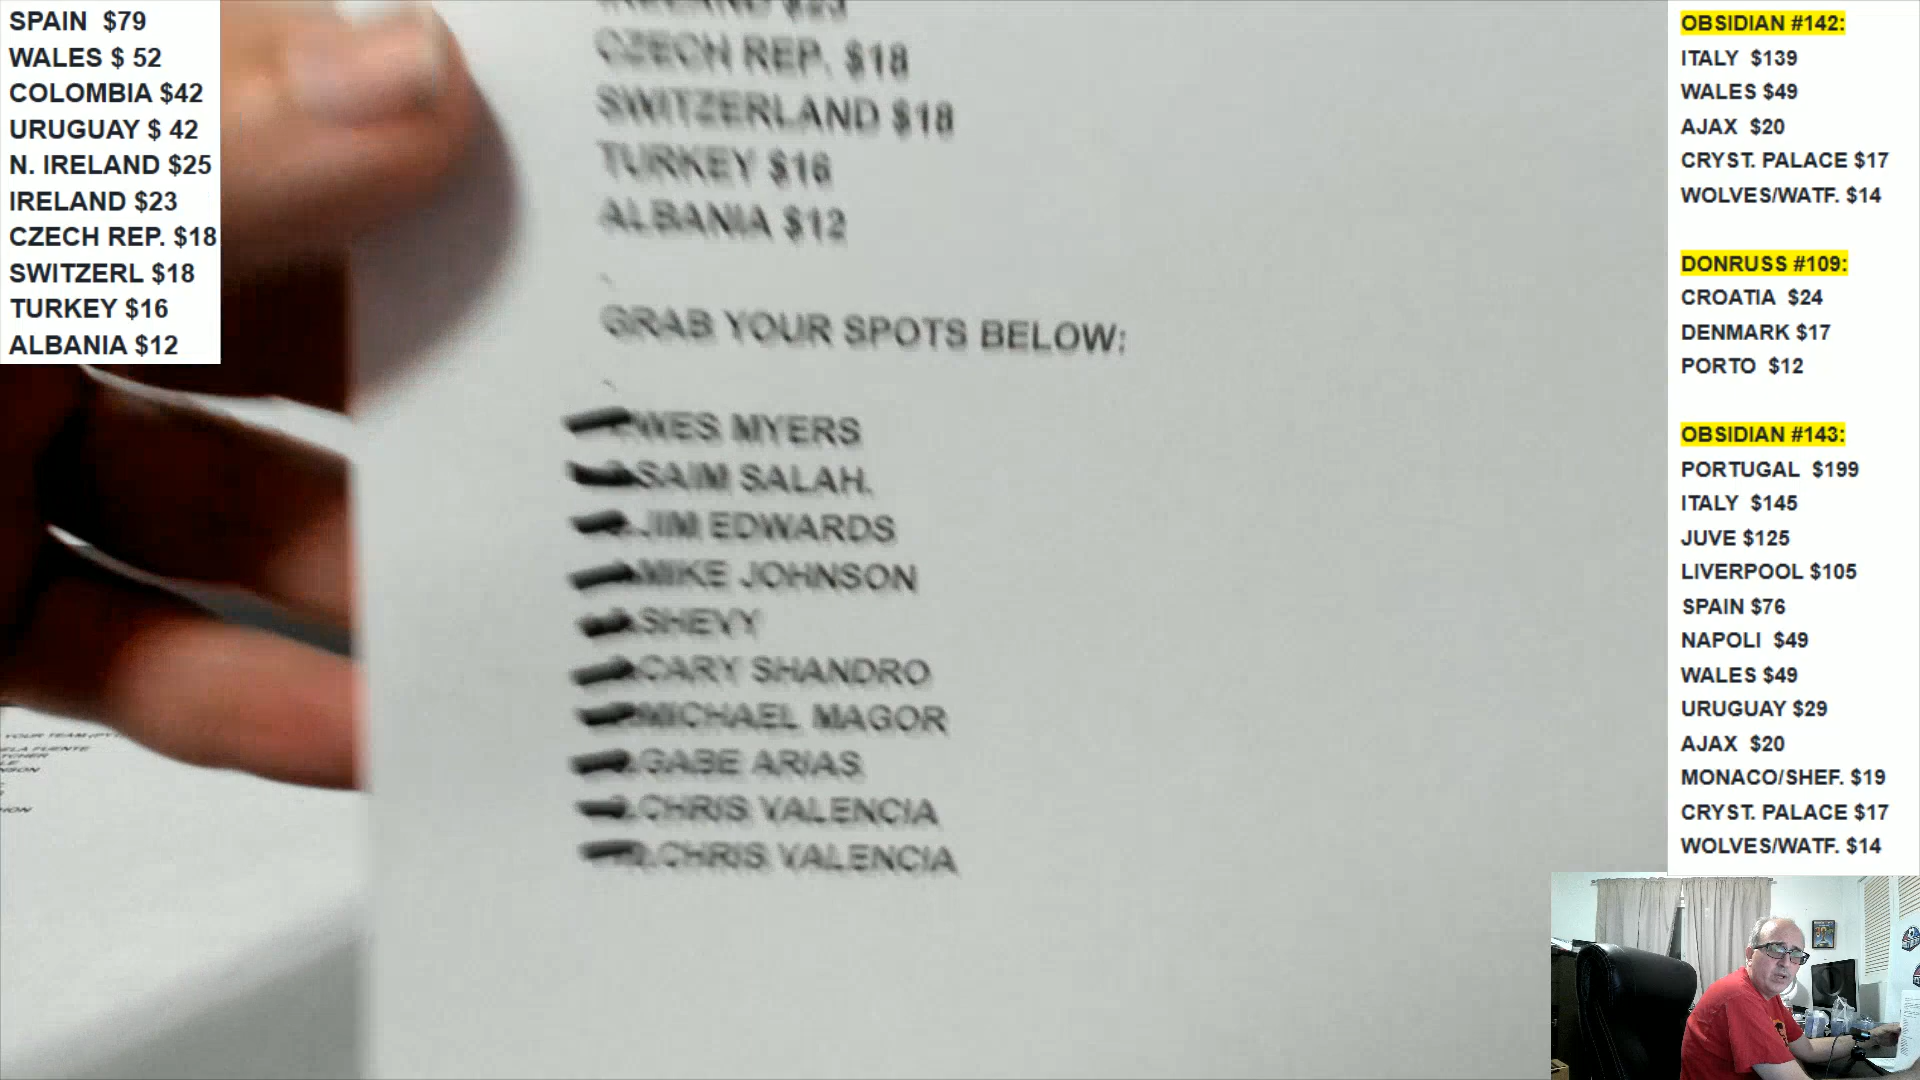 SPAIN $79
WALES $ 52
COLOMBIA $42
URUGUAY $ 42
N. IRELAND $25
IRELAND $23
CZECH REP. $18
SWITZERL $18
TURKEY $16
ALBANIA $12
IRELAND $23
CZECH REP. $18
SWITZERLAND $18
TURKEY $16
ALBANIA $12
GRAB YOUR SPOTS BELOW:
WES MYERS
SAIM SALAH.
JIM EDWARDS
MIKE JOHNSON
SHEVY
CARY SHANDRO
MICHAEL MAGOR
GABE ARIAS
CHRIS VALENCIA
CHRIS VALENCIA
OBSIDIAN #142:
ITALY $139
WALES $49
AJAX $20
CRYST. PALACE $17
WOLVES/WATF. $14
DONRUSS #109:
CROATIA $24
DENMARK $17
PORTO $12
OBSIDIAN #143:
PORTUGAL $199
ITALY $145
JUVE $125
LIVERPOOL $105
SPAIN $76
NAPOLI $49
WALES $49
URUGUAY $29
AJAX $20
MONACO/SHEF. $19
CRYST. PALACE $17
WOLVES/WATF. $14